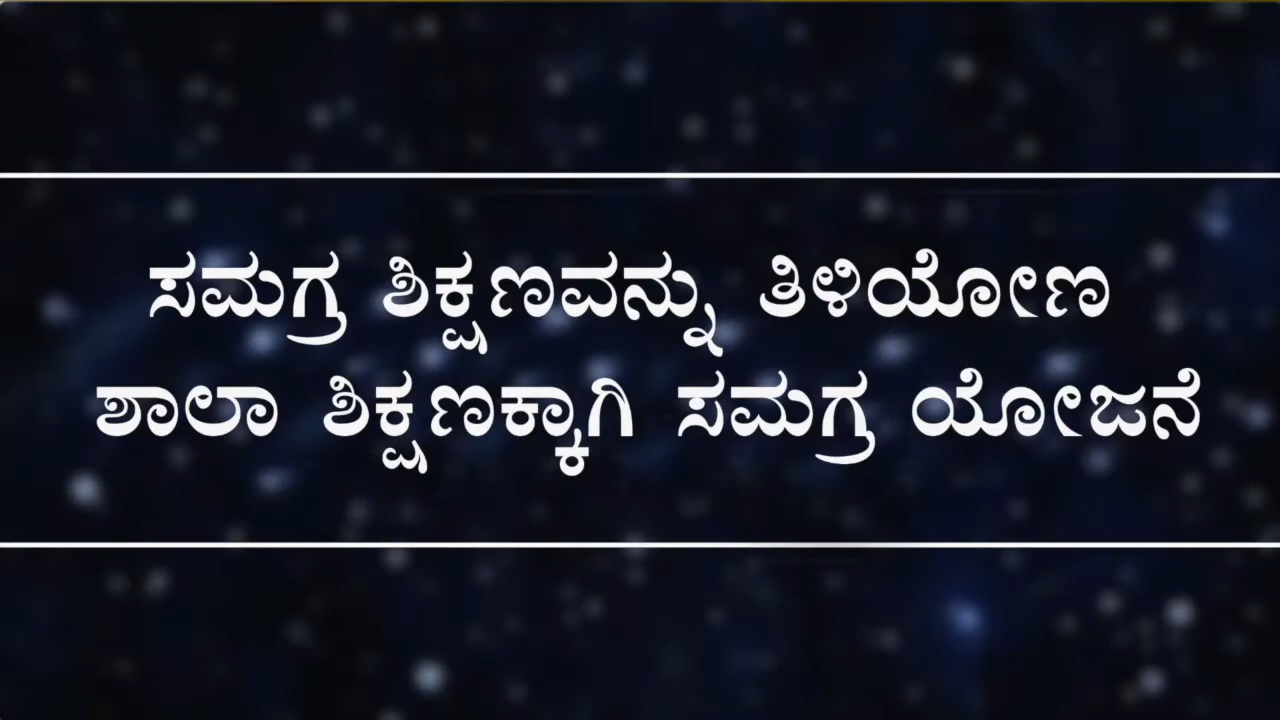 ಸಮಗ್ರ ಶಿಕ್ಷಣವನ್ನು ತಿಳಿಯೋಣ
ಶಾಲಾ ಶಿಕ್ಷಣಕ್ಕಾಗಿ ಸಮಗ್ರ ಯೋಜನೆ